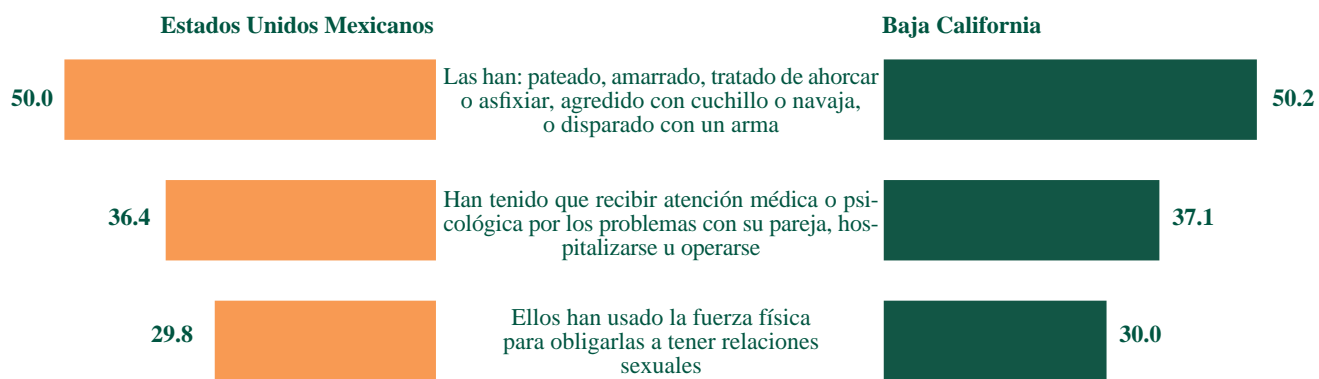 Estados Unidos Mexicanos
Baja California
50.0
Las han: pateado, amarrado, tratado de ahorcar
o asfixiar, agredido con cuchillo o navaja,
o disparado con un arma
50.2
36.4
Han tenido que recibir atención médica o psi-
cológica por los problemas con su pareja, hos-
pitalizarse u operarse
37.1
29.8
Ellos han usado la fuerza física
para obligarlas a tener relaciones
sexuales
30.0